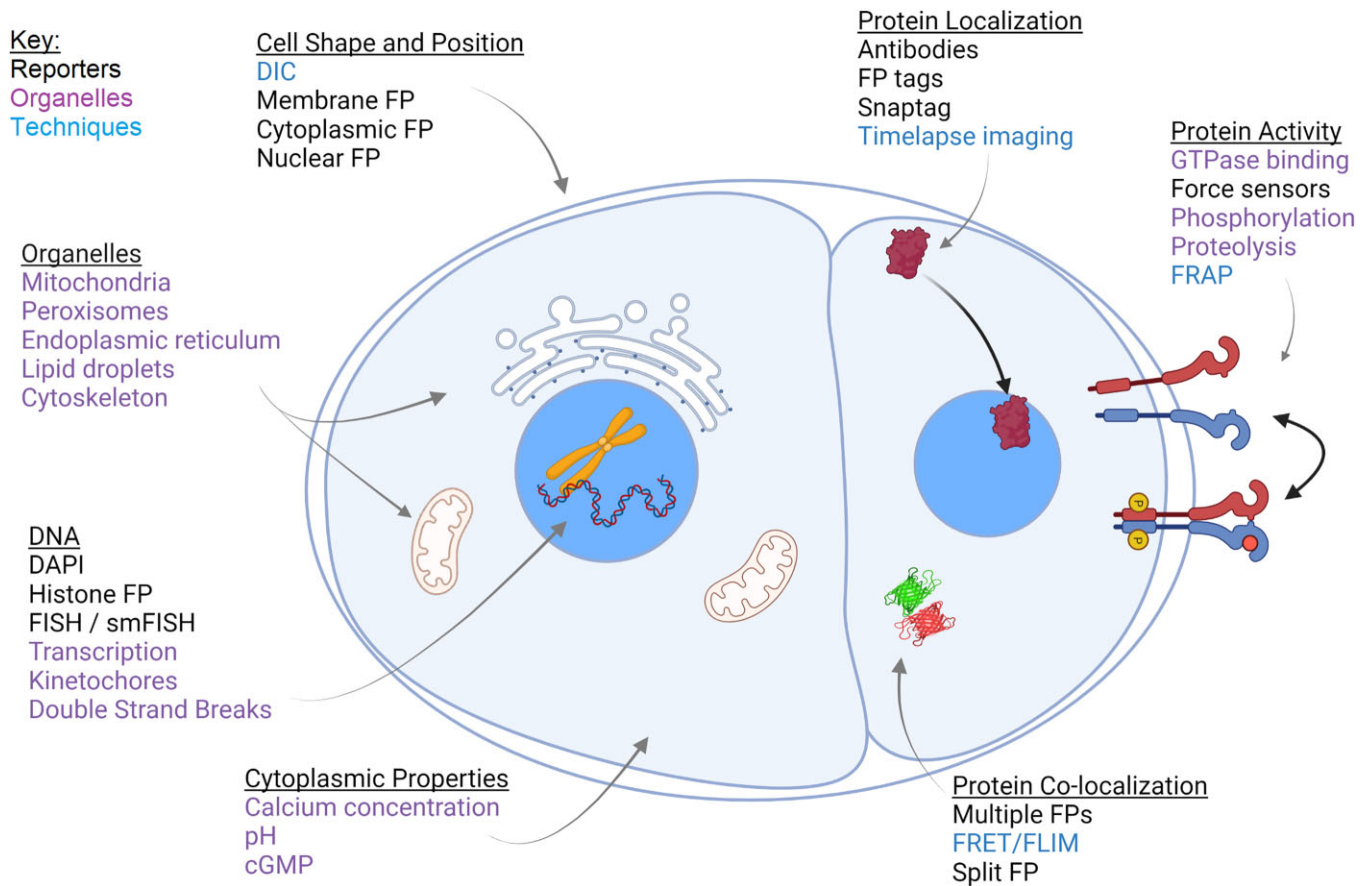 Key:
Reporters
Organelles
Techniques
Cell Shape and Position
DIC
Membrane FP
Cytoplasmic FP
Nuclear FP
Protein Localization
Antibodies
FP tags
Snaptag
Timelapse imaging
Protein Activity
GTPase binding
Force sensors
Phosphorylation
Proteolysis
FRAP
Organelles
Mitochondria
Peroxisomes
Endoplasmic reticulum
Lipid droplets
Cytoskeleton
P
P
DNA
DAPI
Histone FP
FISH / smFISH
Transcription
Kinetochores
Double Strand Breaks
Cytoplasmic Properties
Calcium concentration
pH
cGMP
Protein Co-localization
Multiple FPs
FRET/FLIM
Split FP